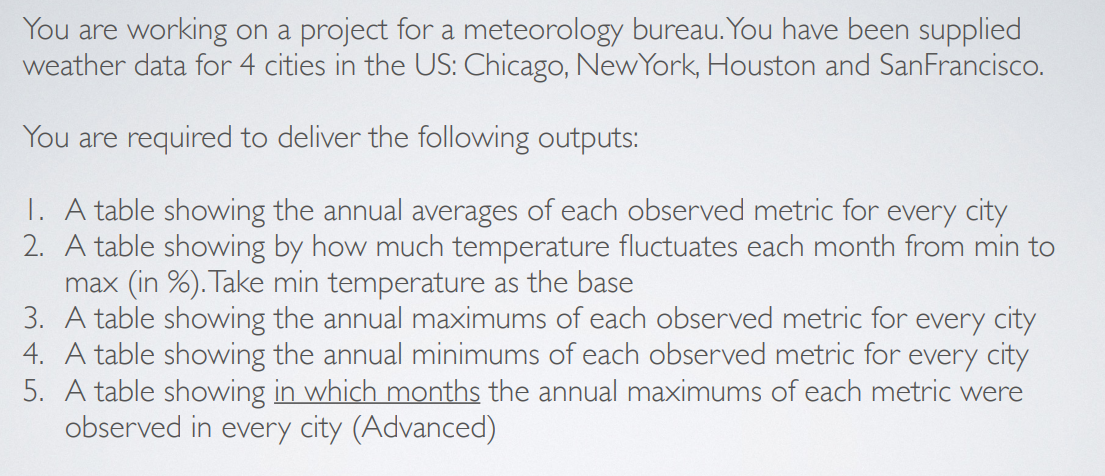 You are working on a project for a meteorology bureau. You have been supplied
weather data for 4 cities in the US: Chicago, NewYork, Houston and SanFrancisco.
You are required to deliver the following outputs:
1. A table showing the annual averages of each observed metric for every city
2. A table showing by how much temperature fluctuates each month from min to
max (in %). Take min temperature as the base
3. A table showing the annual maximums of each observed metric for every city
4. A table showing the annual minimums of each observed metric for every city
5. A table showing in which months the annual maximums of each metric were
observed in every city (Advanced)